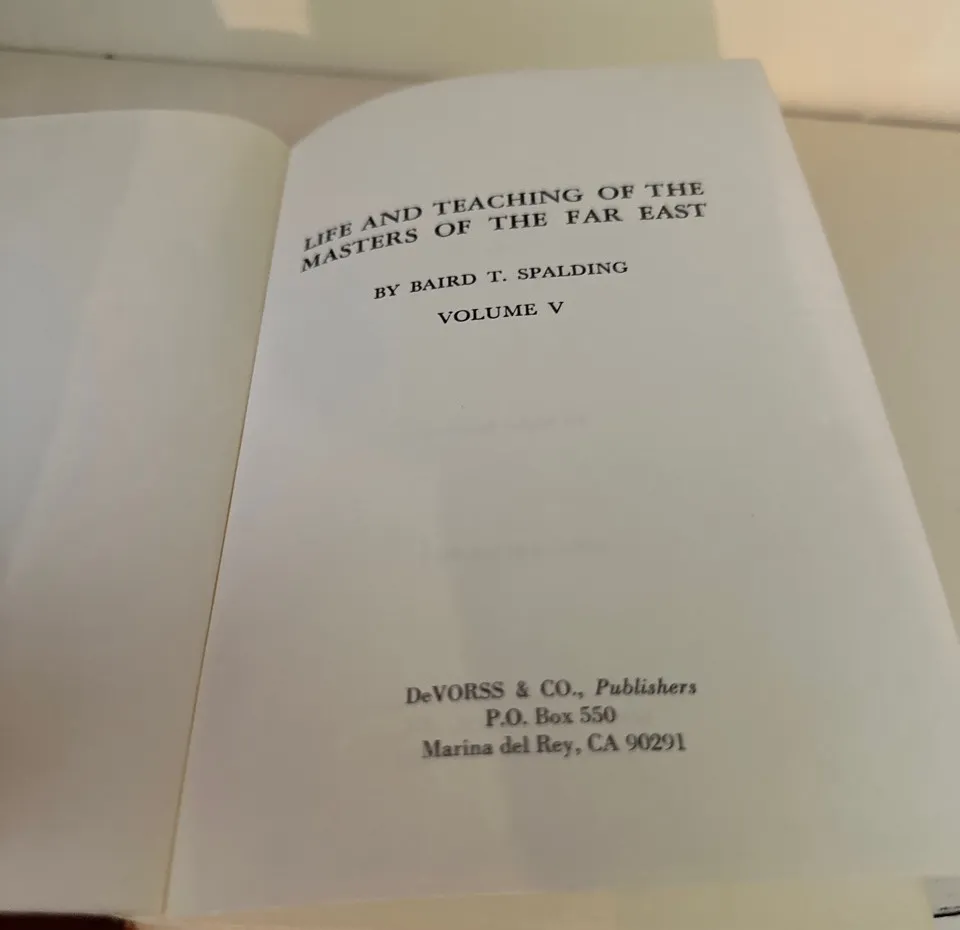 LIFE AND TEACHING OF THE
MASTERS OF THE FAR EAST
BY BAIRD T. SPALDING
VOLUME V
DeVORSS & CO., Publishers
P.O. Box 550
Marina del Rey, CA 90291